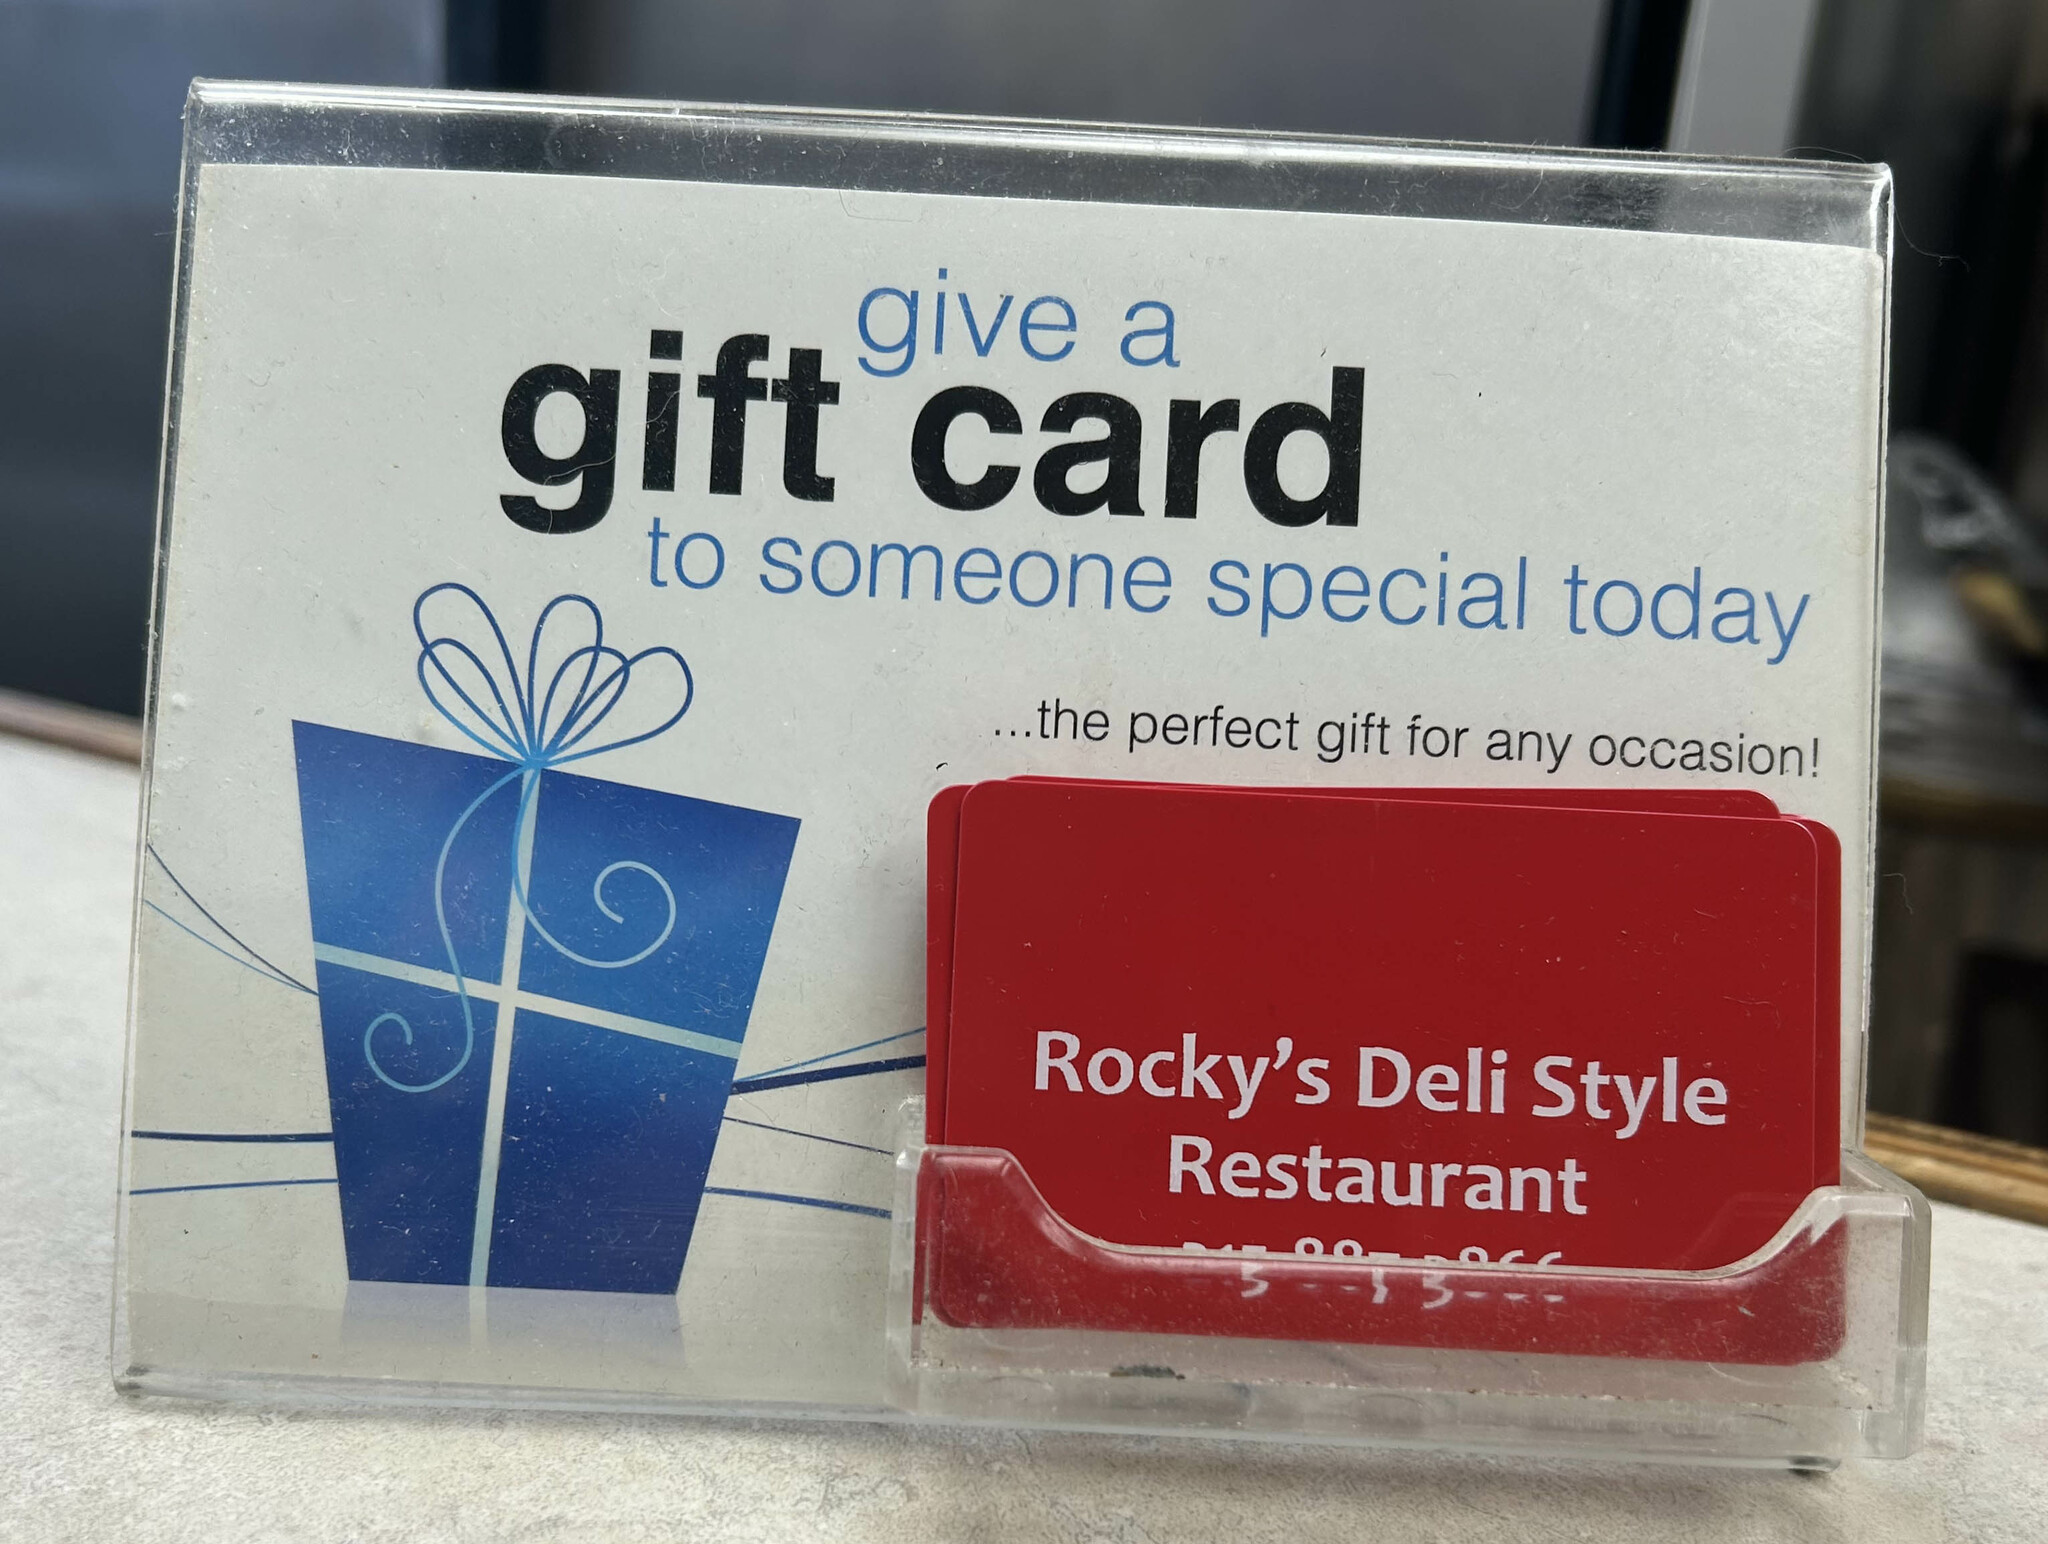 give a
gift card
to someone special today
...the perfect gift for any occasion!
Rocky's Deli Style
Restaurant